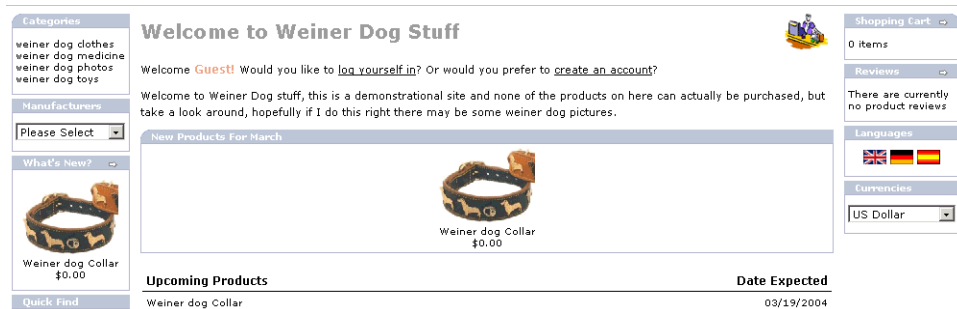 Categories
weiner dog clothes
weiner dog medicine
weiner dog photos
weiner dog toys
Manufacturers
Please Select
What's New?
Weiner dog Collar
$0.00
Quick Find
Welcome to Weiner Dog Stuff
Welcome Guest! Would you like to log yourself in? Or would you prefer to create an account?
Welcome to Weiner Dog stuff, this is a demonstrational site and none of the products on here can actually be purchased, but
take a look around, hopefully if I do this right there may be some weiner dog pictures.
New Products For March
Weiner dog Collar
$0.00
Upcoming Products Date Expected
Weiner dog Collar 03/19/2004
Shopping Cart
0 items
Reviews
There are currently
no product reviews
Languages
Currencies
US Dollar